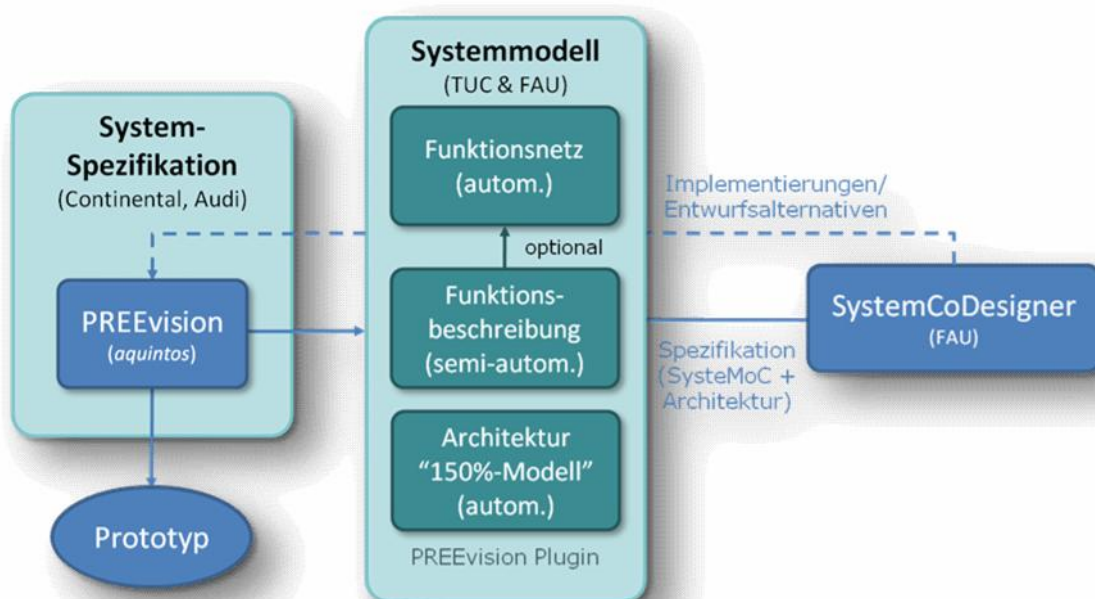 System-
Spezifikation
(Continental, Audi)
PREEvision
(aquintos)
Prototyp
Systemmodell
(TUC & FAU)
Funktionsnetz
(autom.)
optional
Funktions-
beschreibung
(semi-autom.)
Architektur
“150%-Modell”
(autom.)
PREEvision Plugin
Implementierungen/
Entwurfsalternativen
Spezifikation
(SysteMoC +
Architektur)
SystemCoDesigner
(FAU)